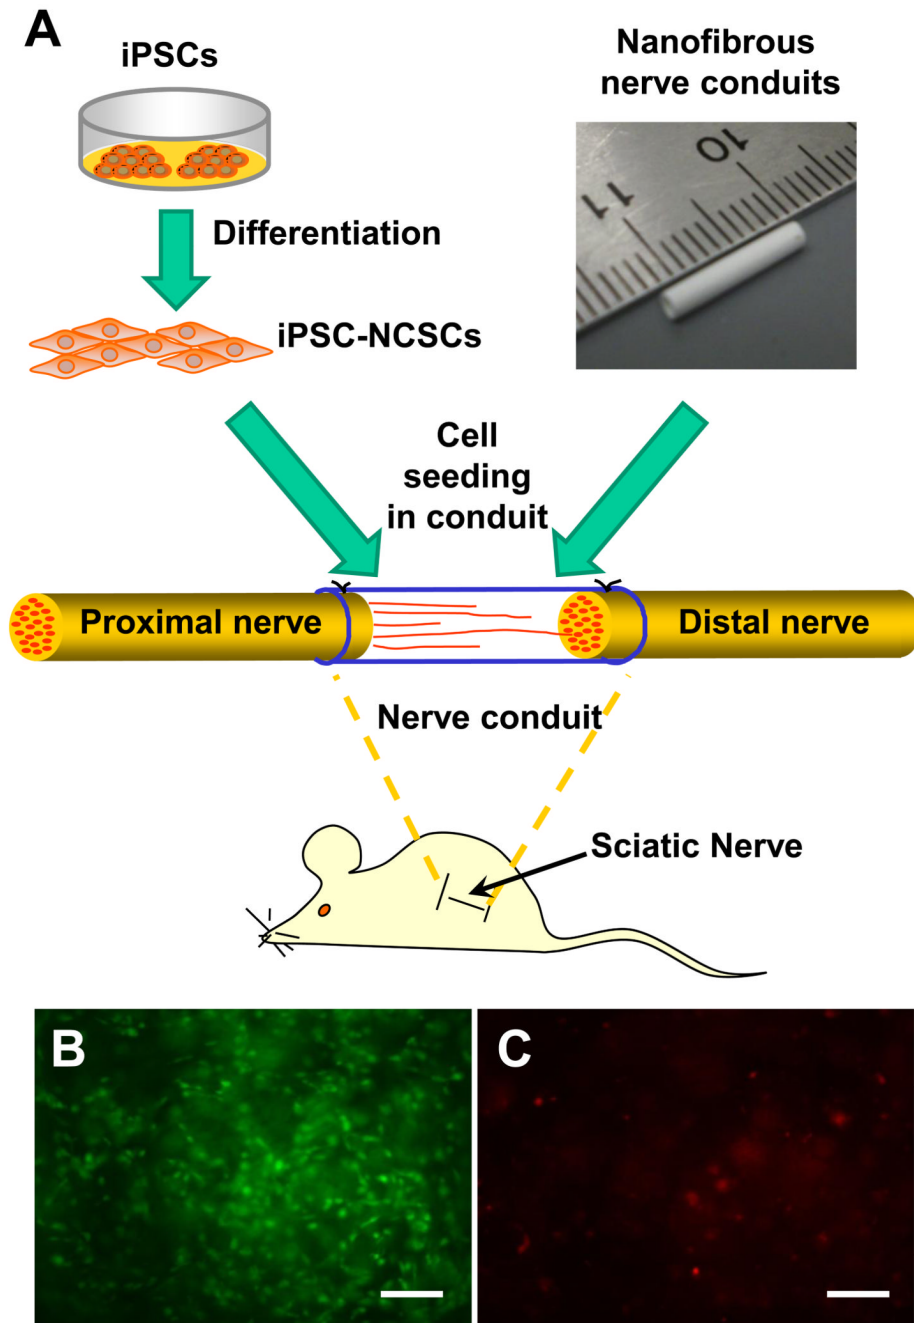 A
iPSCs
Nanofibrous
nerve conduits
10
11
Differentiation
iPSC-NCSCs
Cell
seeding
in conduit
Proximal nerve
Distal nerve
Nerve conduit
Sciatic Nerve
B
C